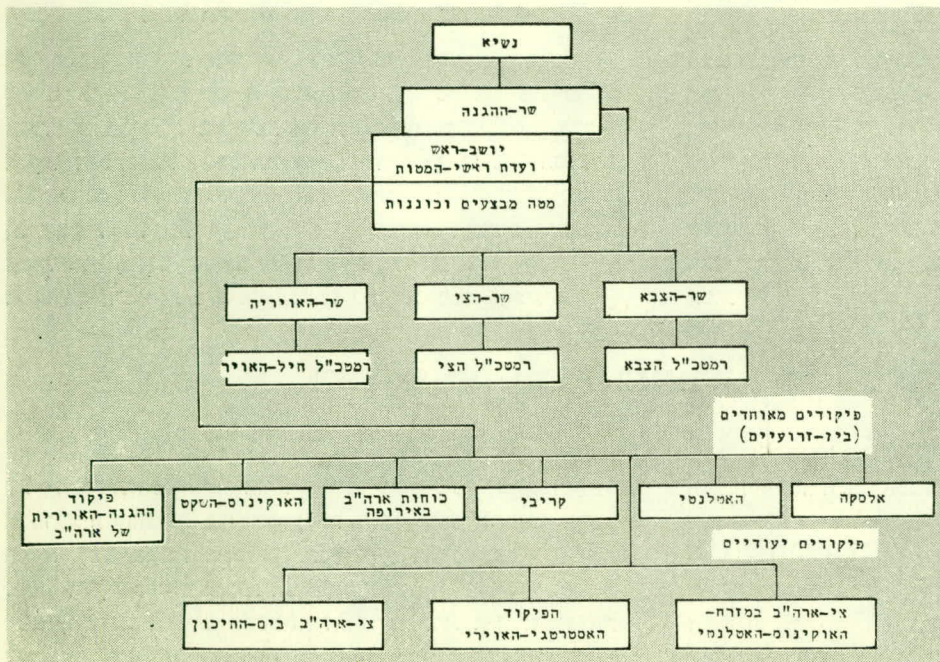 נשיא
שר-ההגנה
יושב-ראש
ועדת ראשי-המטות
מטה מבצעים וכוננות
שר-הצבא
שר-הצי
שר-האויריה
רמטכ"ל הצבא
רמטכ"ל הצי
רמטכ"ל חיל-האויר
פיקודים מאוחדים
(בין-זרועיים)
אלסקה
האטלנטי
קריבי
כוחות ארה"ב
באירופה
האוקינוס-השקט
פיקוד
ההגנה-האוירית
של ארה"ב
פיקודים יעודיים
צי-ארה"ב במזרח-
האוקינוס-האטלנטי
הפיקוד
האסטרטגי-האוירי
צי-ארה"ב בים-התיכון